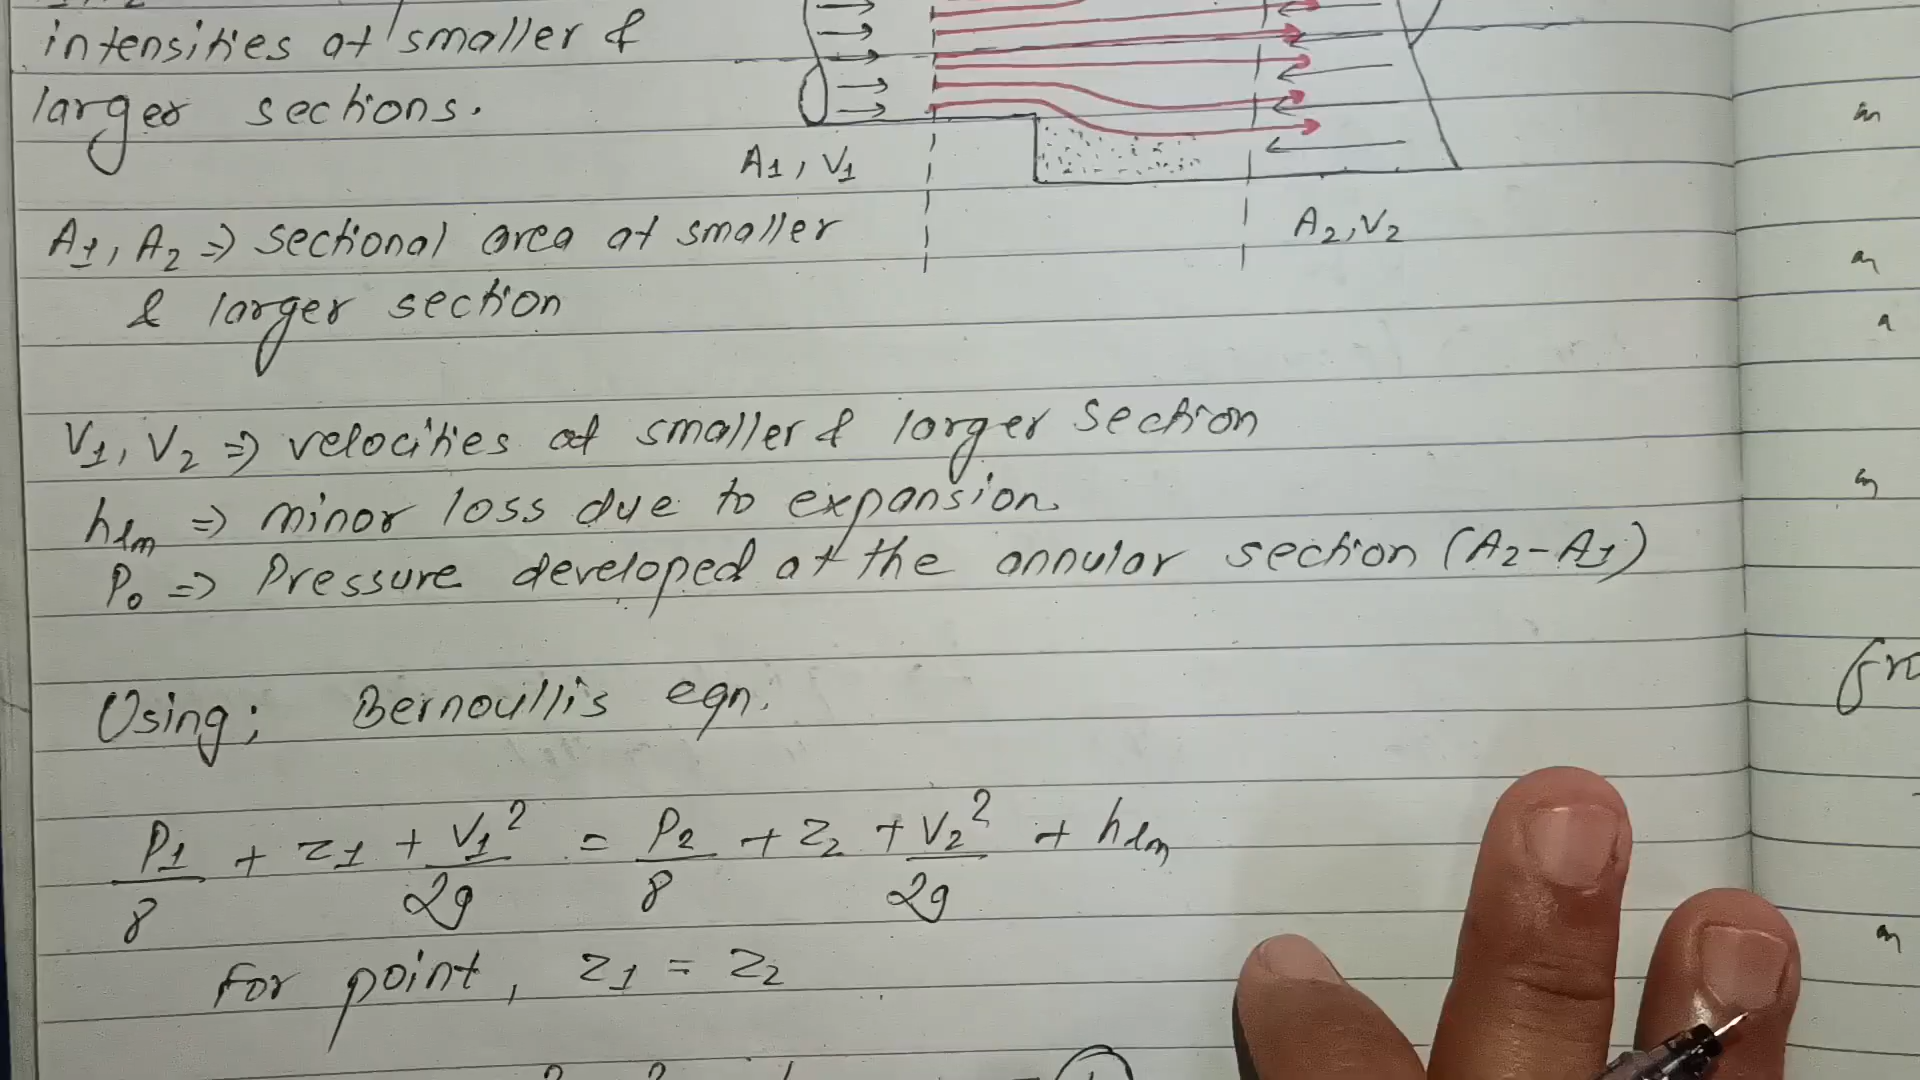 intensities at smaller &
larger sections.
A1, V1
A2, V2
A1, A2 => sectional area at smaller
& larger section
V1, V2 => velocities at smaller & larger section
hlm => minor loss due to expansion.
P0 => Pressure developed at the annular section (A2-A1)
Using; Bernoullis eqn.
P1/γ + z1 + V1²/2g = P2/γ + z2 + V2²/2g + hlm
for point, z1 = z2